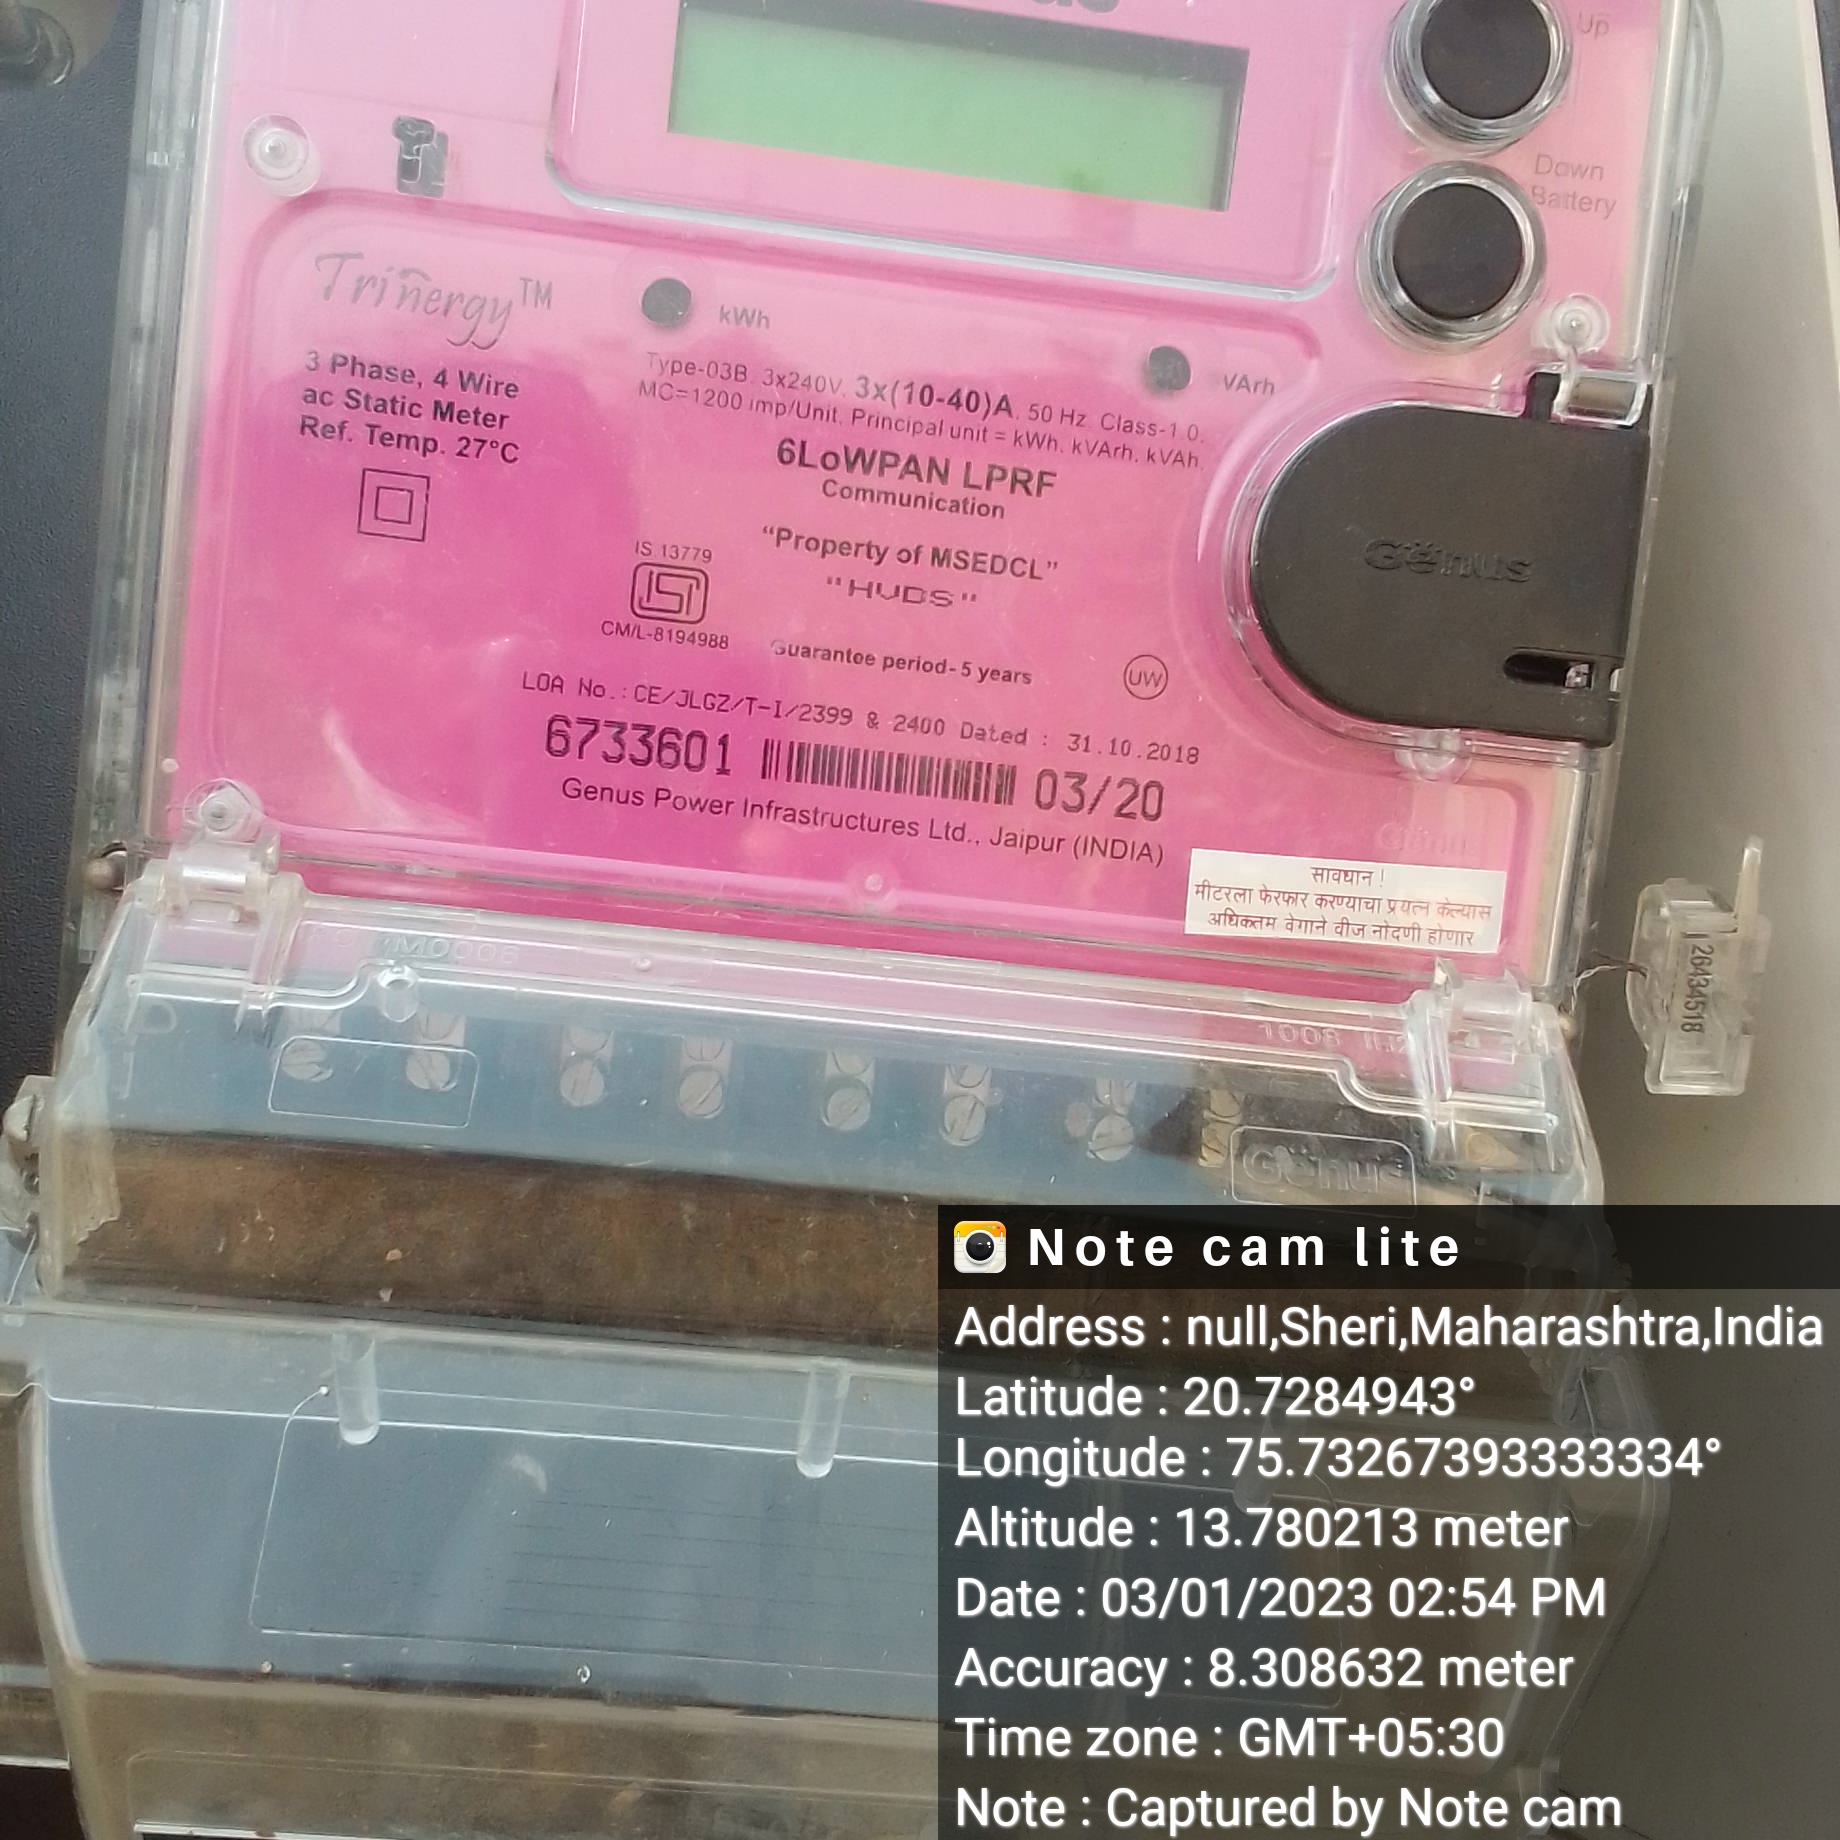 Up
Down
Battery
Trinergy™
kWh
VArh
3 Phase, 4 Wire
ac Static Meter
Ref. Temp. 27°C
Type-03B, 3x240V, 3x(10-40)A, 50 Hz. Class-1.0.
MC=1200 imp/Unit, Principal unit = kWh, kVArh, kVAh.
6LoWPAN LPRF
Communication
"Property of MSEDCL"
"HVDS"
IS 13779
ISI
CM/L-8194988
Guarantee period- 5 years
UW
Genus
LOA No.:CE/JLGZ/T-I/2399 & 2400 Dated : 31.10.2018
6733601 03/20
Genus Power Infrastructures Ltd., Jaipur (INDIA)
सावधान !
मीटरला फेरफार करण्याचा प्रयत्न केल्यास
अधिकतम वेगाने वीज नोंदणी होणार
26434518
Genus
Note cam lite
Address : null,Sheri,Maharashtra,India
Latitude : 20.7284943°
Longitude : 75.73267393333334°
Altitude : 13.780213 meter
Date : 03/01/2023 02:54 PM
Accuracy : 8.308632 meter
Time zone : GMT+05:30
Note : Captured by Note cam